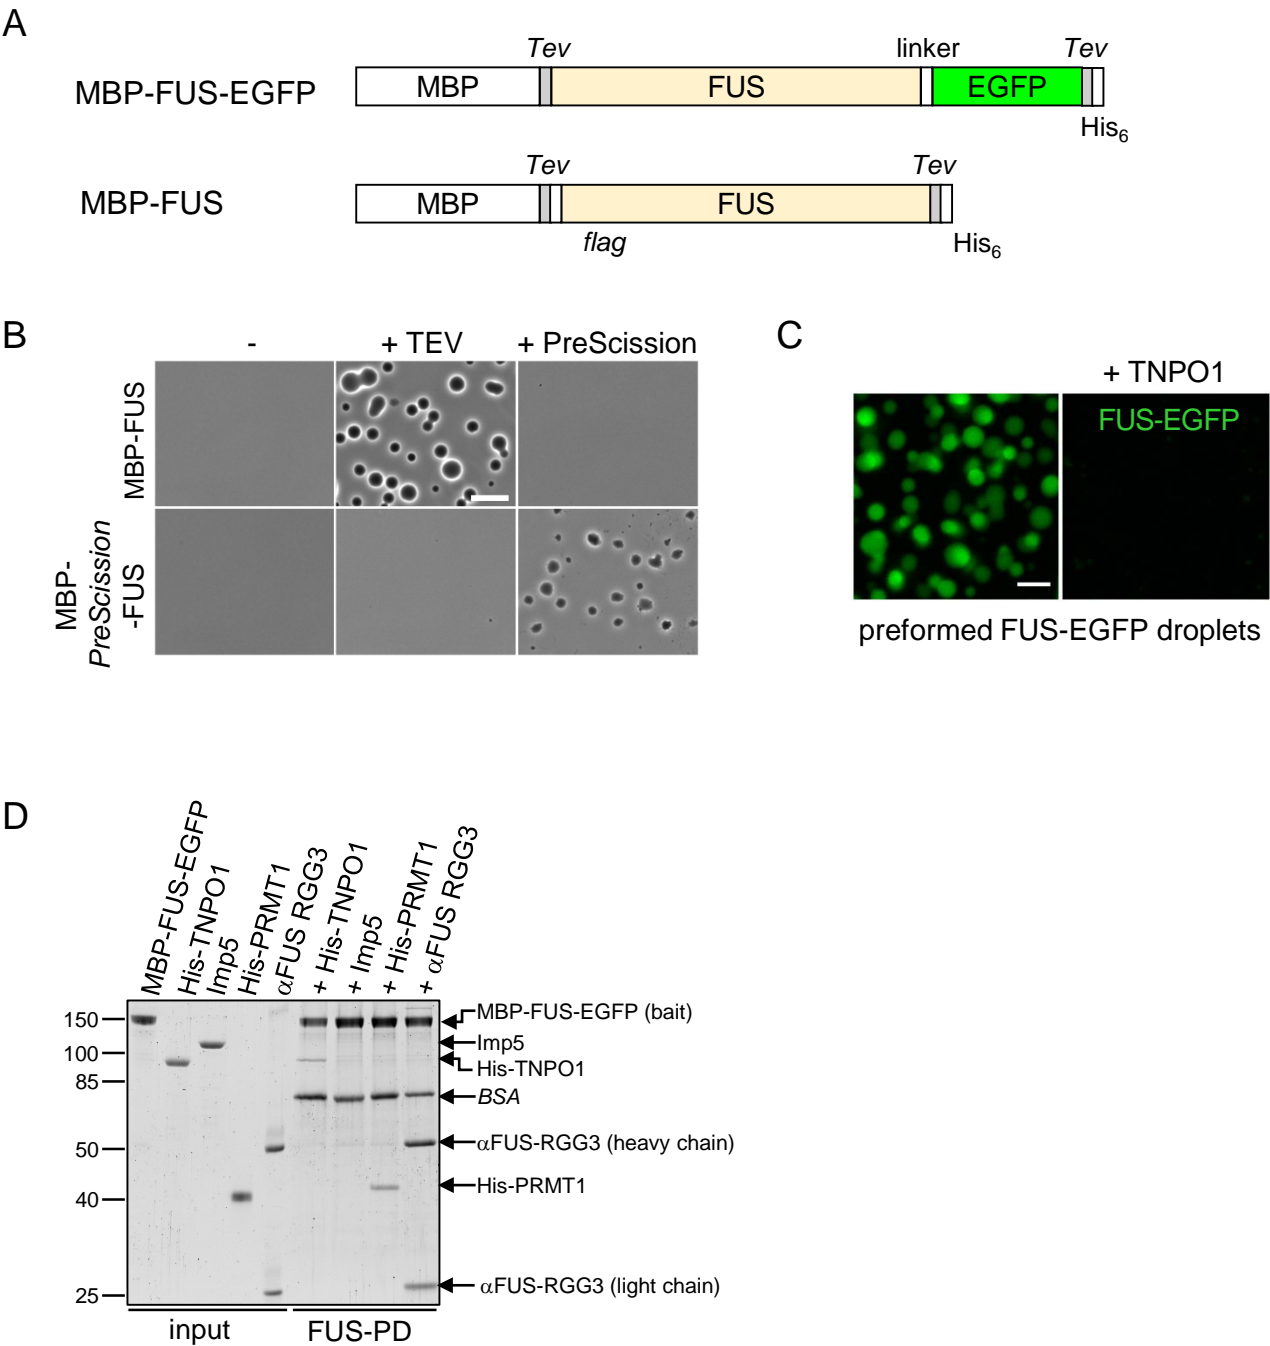 A
Tev linker Tev
MBP-FUS-EGFP MBP FUS EGFP
His6
Tev Tev
MBP-FUS MBP FUS
flag His6
B
- + TEV + PreScission
MBP-FUS
MBP-
PreScission
-FUS
C
+ TNPO1
FUS-EGFP
preformed FUS-EGFP droplets
D
MBP-FUS-EGFP
His-TNPO1
Imp5
His-PRMT1
αFUS RGG3
+ His-TNPO1
+ Imp5
+ His-PRMT1
+ αFUS RGG3
150
100
85
50
40
25
MBP-FUS-EGFP (bait)
Imp5
His-TNPO1
BSA
αFUS-RGG3 (heavy chain)
His-PRMT1
αFUS-RGG3 (light chain)
input FUS-PD